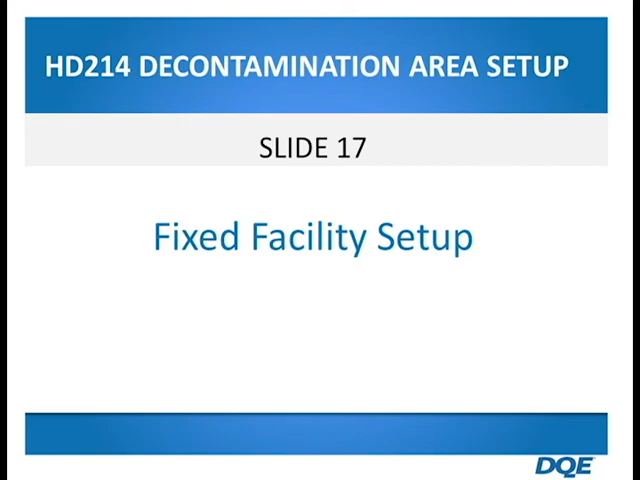 HD214 DECONTAMINATION AREA SETUP
SLIDE 17
Fixed Facility Setup
DQE